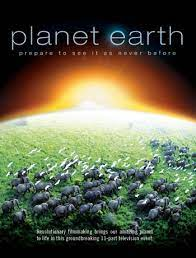 planet earth
prepare to see it as never before
Revolutionary filmmaking brings our amazing planet
to life in this groundbreaking 11-part television event